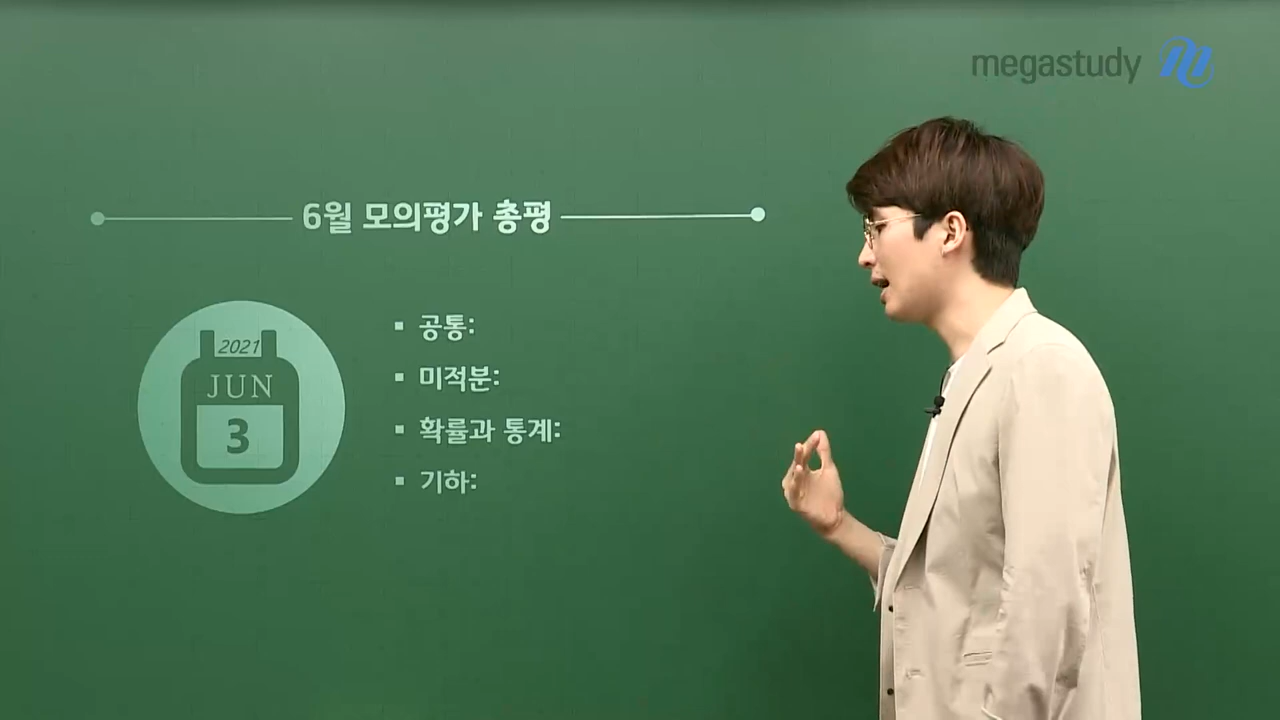 megastudy
6월 모의평가 총평
2021
JUN
3
▪ 공통:
▪ 미적분:
▪ 확률과 통계:
▪ 기하: